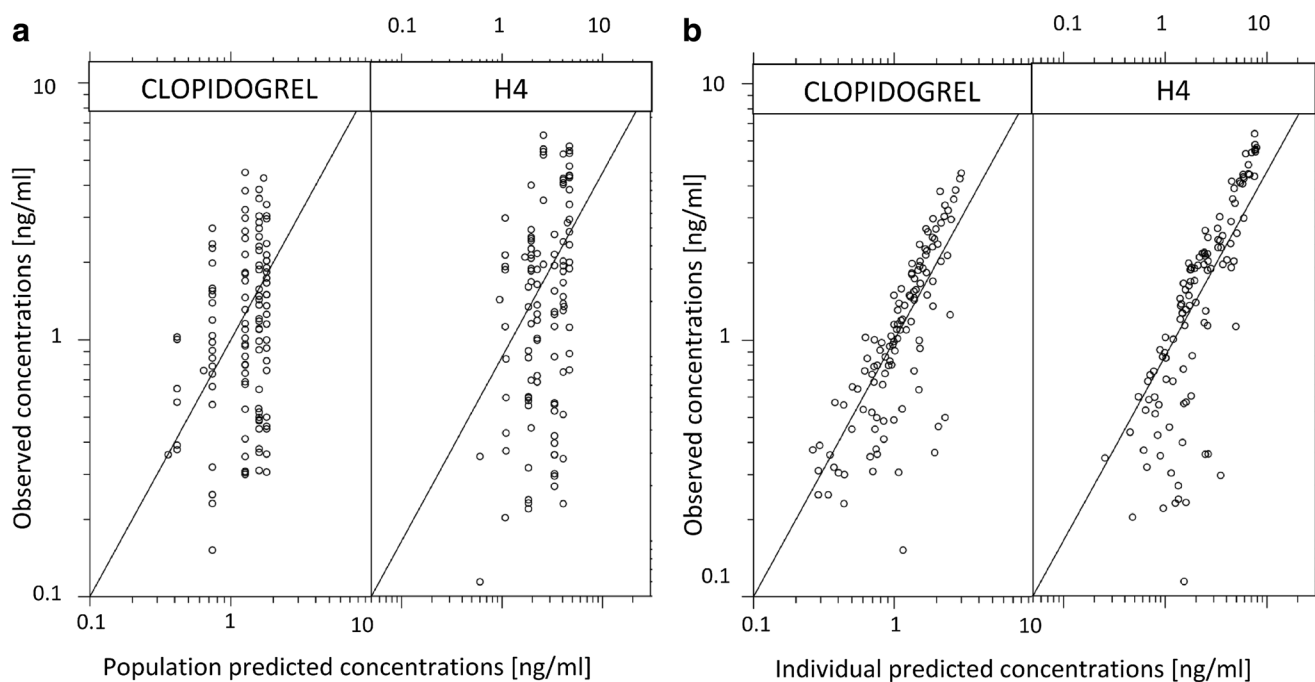 a
0.1 1 10
CLOPIDOGREL H4
10
1
0.1
Observed concentrations [ng/ml]
0.1 1 10
Population predicted concentrations [ng/ml]
b
0.1 1 10
CLOPIDOGREL H4
10
1
0.1
Observed concentrations [ng/ml]
0.1 1 10
Individual predicted concentrations [ng/ml]